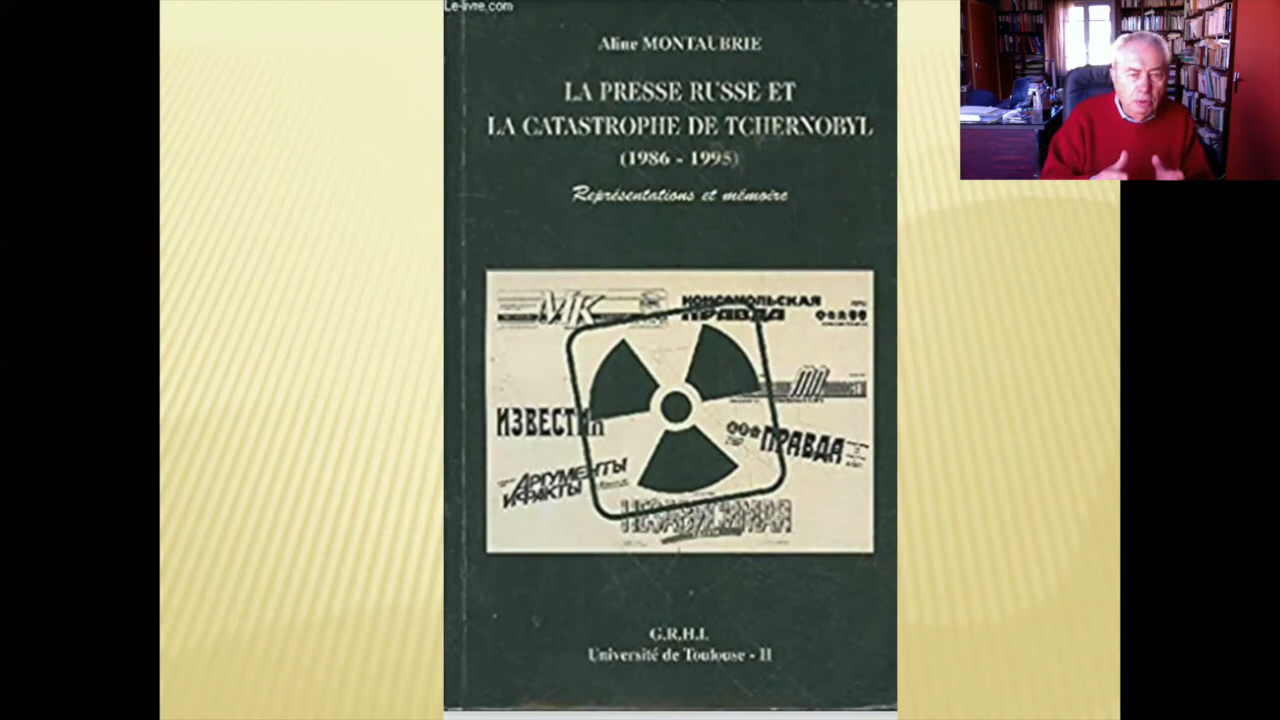 Le-livre.com
Aline MONTAUBRIE
LA PRESSE RUSSE ET
LA CATASTROPHE DE TCHERNOBYL
(1986 - 1995)
Représentations et mémoire
МК
КОМСОМОЛЬСКАЯ
ПРАВДА
ИЗВЕСТИЯ
ПРАВДА
АРГУМЕНТЫ
И ФАКТЫ
G.R.H.I.
Université de Toulouse - II